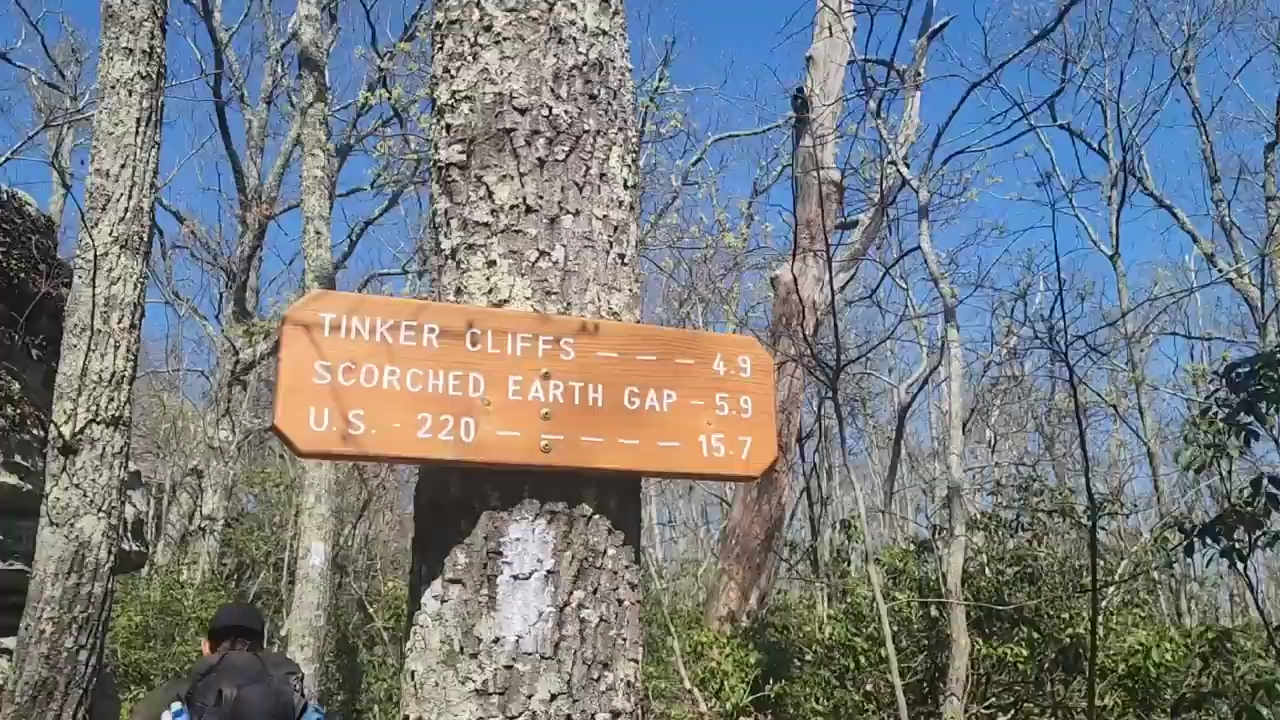 TINKER CLIFFS – – – 4.9
SCORCHED EARTH GAP – 5.9
U.S. - 220 – – – – – 15.7